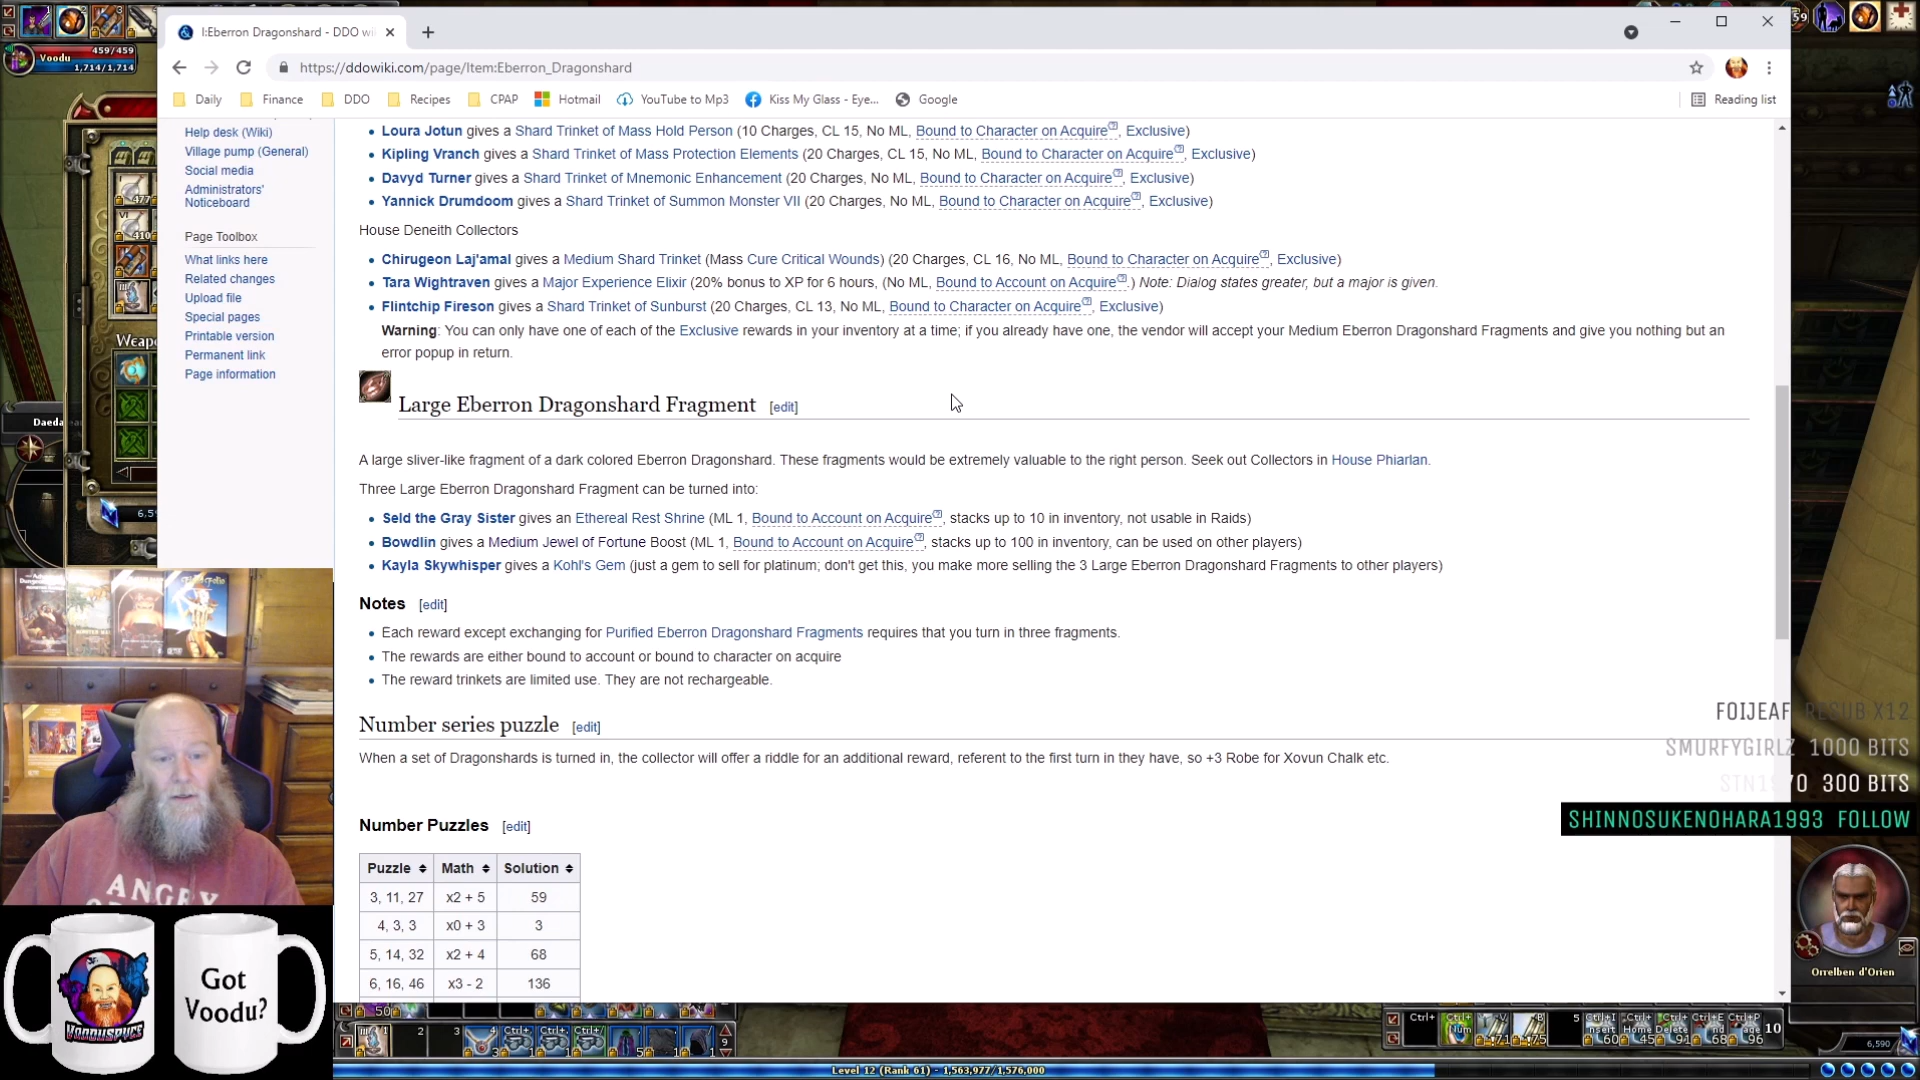 I:Eberron Dragonshard - DDO wi
https://ddowiki.com/page/Item:Eberron_Dragonshard
Daily Finance DDO Recipes CPAP Hotmail YouTube to Mp3 Kiss My Glass - Eye... Google Reading list
459/459
Voodu
1,714/1,714
59
Help desk (Wiki)
Village pump (General)
Social media
Administrators'
Noticeboard
Page Toolbox
What links here
Related changes
Upload file
Special pages
Printable version
Permanent link
Page information
Loura Jotun gives a Shard Trinket of Mass Hold Person (10 Charges, CL 15, No ML, Bound to Character on Acquire, Exclusive)
Kipling Vranch gives a Shard Trinket of Mass Protection Elements (20 Charges, CL 15, No ML, Bound to Character on Acquire, Exclusive)
Davyd Turner gives a Shard Trinket of Mnemonic Enhancement (20 Charges, No ML, Bound to Character on Acquire, Exclusive)
Yannick Drumdoom gives a Shard Trinket of Summon Monster VII (20 Charges, No ML, Bound to Character on Acquire, Exclusive)
House Deneith Collectors
Chirugeon Laj'amal gives a Medium Shard Trinket (Mass Cure Critical Wounds) (20 Charges, CL 16, No ML, Bound to Character on Acquire, Exclusive)
Tara Wightraven gives a Major Experience Elixir (20% bonus to XP for 6 hours, (No ML, Bound to Account on Acquire.) Note: Dialog states greater, but a major is given.
Flintchip Fireson gives a Shard Trinket of Sunburst (20 Charges, CL 13, No ML, Bound to Character on Acquire, Exclusive)
Warning: You can only have one of each of the Exclusive rewards in your inventory at a time; if you already have one, the vendor will accept your Medium Eberron Dragonshard Fragments and give you nothing but an
error popup in return.
Large Eberron Dragonshard Fragment [edit]
A large sliver-like fragment of a dark colored Eberron Dragonshard. These fragments would be extremely valuable to the right person. Seek out Collectors in House Phiarlan.
Three Large Eberron Dragonshard Fragment can be turned into:
Seld the Gray Sister gives an Ethereal Rest Shrine (ML 1, Bound to Account on Acquire, stacks up to 10 in inventory, not usable in Raids)
Bowdlin gives a Medium Jewel of Fortune Boost (ML 1, Bound to Account on Acquire, stacks up to 100 in inventory, can be used on other players)
Kayla Skywhisper gives a Kohl's Gem (just a gem to sell for platinum; don't get this, you make more selling the 3 Large Eberron Dragonshard Fragments to other players)
Notes [edit]
Each reward except exchanging for Purified Eberron Dragonshard Fragments requires that you turn in three fragments.
The rewards are either bound to account or bound to character on acquire
The reward trinkets are limited use. They are not rechargeable.
Number series puzzle [edit]
When a set of Dragonshards is turned in, the collector will offer a riddle for an additional reward, referent to the first turn in they have, so +3 Robe for Xovun Chalk etc.
Number Puzzles [edit]
Puzzle Math Solution
3, 11, 27 x2 + 5 59
4, 3, 3 x0 + 3 3
5, 14, 32 x2 + 4 68
6, 16, 46 x3 - 2 136
FOIJEAF RESUB X12
SMURFYGIRLZ 1000 BITS
STN1970 300 BITS
SHINNOSUKENOHARA1993 FOLLOW
Weap
Daeda
6,5
ANGRY
VOODUSPYCE
Got
Voodu?
Orrelben d'Orien
6,590
Level 12 (Rank 61) - 1,563,977/1,576,000